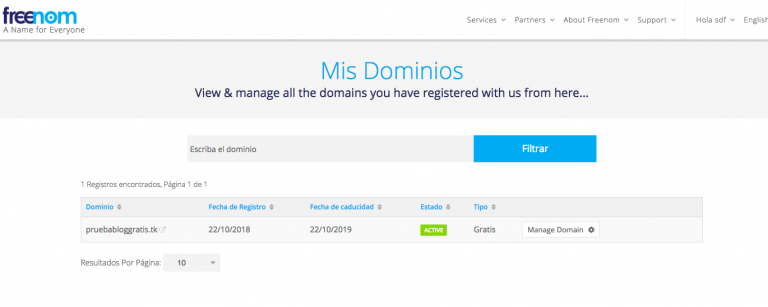 freenom
A Name for Everyone
Services Partners About Freenom Support Hola sdf English
Mis Dominios
View & manage all the domains you have registered with us from here...
Escriba el dominio Filtrar
1 Registros encontrados, Página 1 de 1
Dominio Fecha de Registro Fecha de caducidad Estado Tipo
pruebabloggratis.tk 22/10/2018 22/10/2019 ACTIVE Gratis Manage Domain
Resultados Por Página: 10